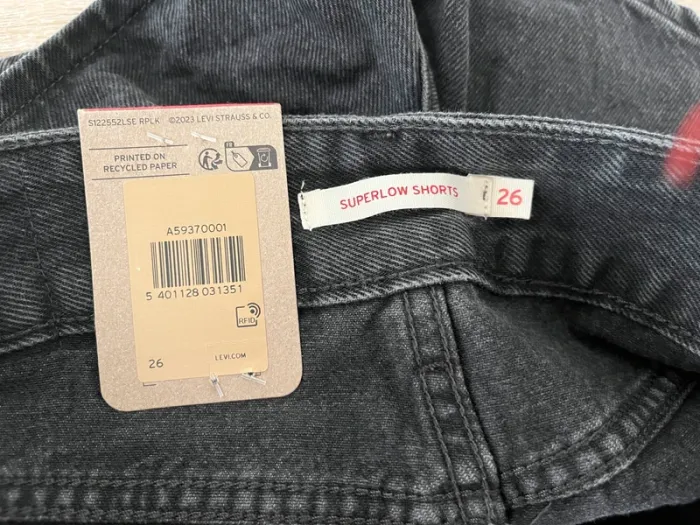 S122552LSE RPLK ©2023 LEVI STRAUSS & CO.
PRINTED ON
RECYCLED PAPER
A59370001
5 401128 031351
RFID
26 LEVI.COM
SUPERLOW SHORTS 26